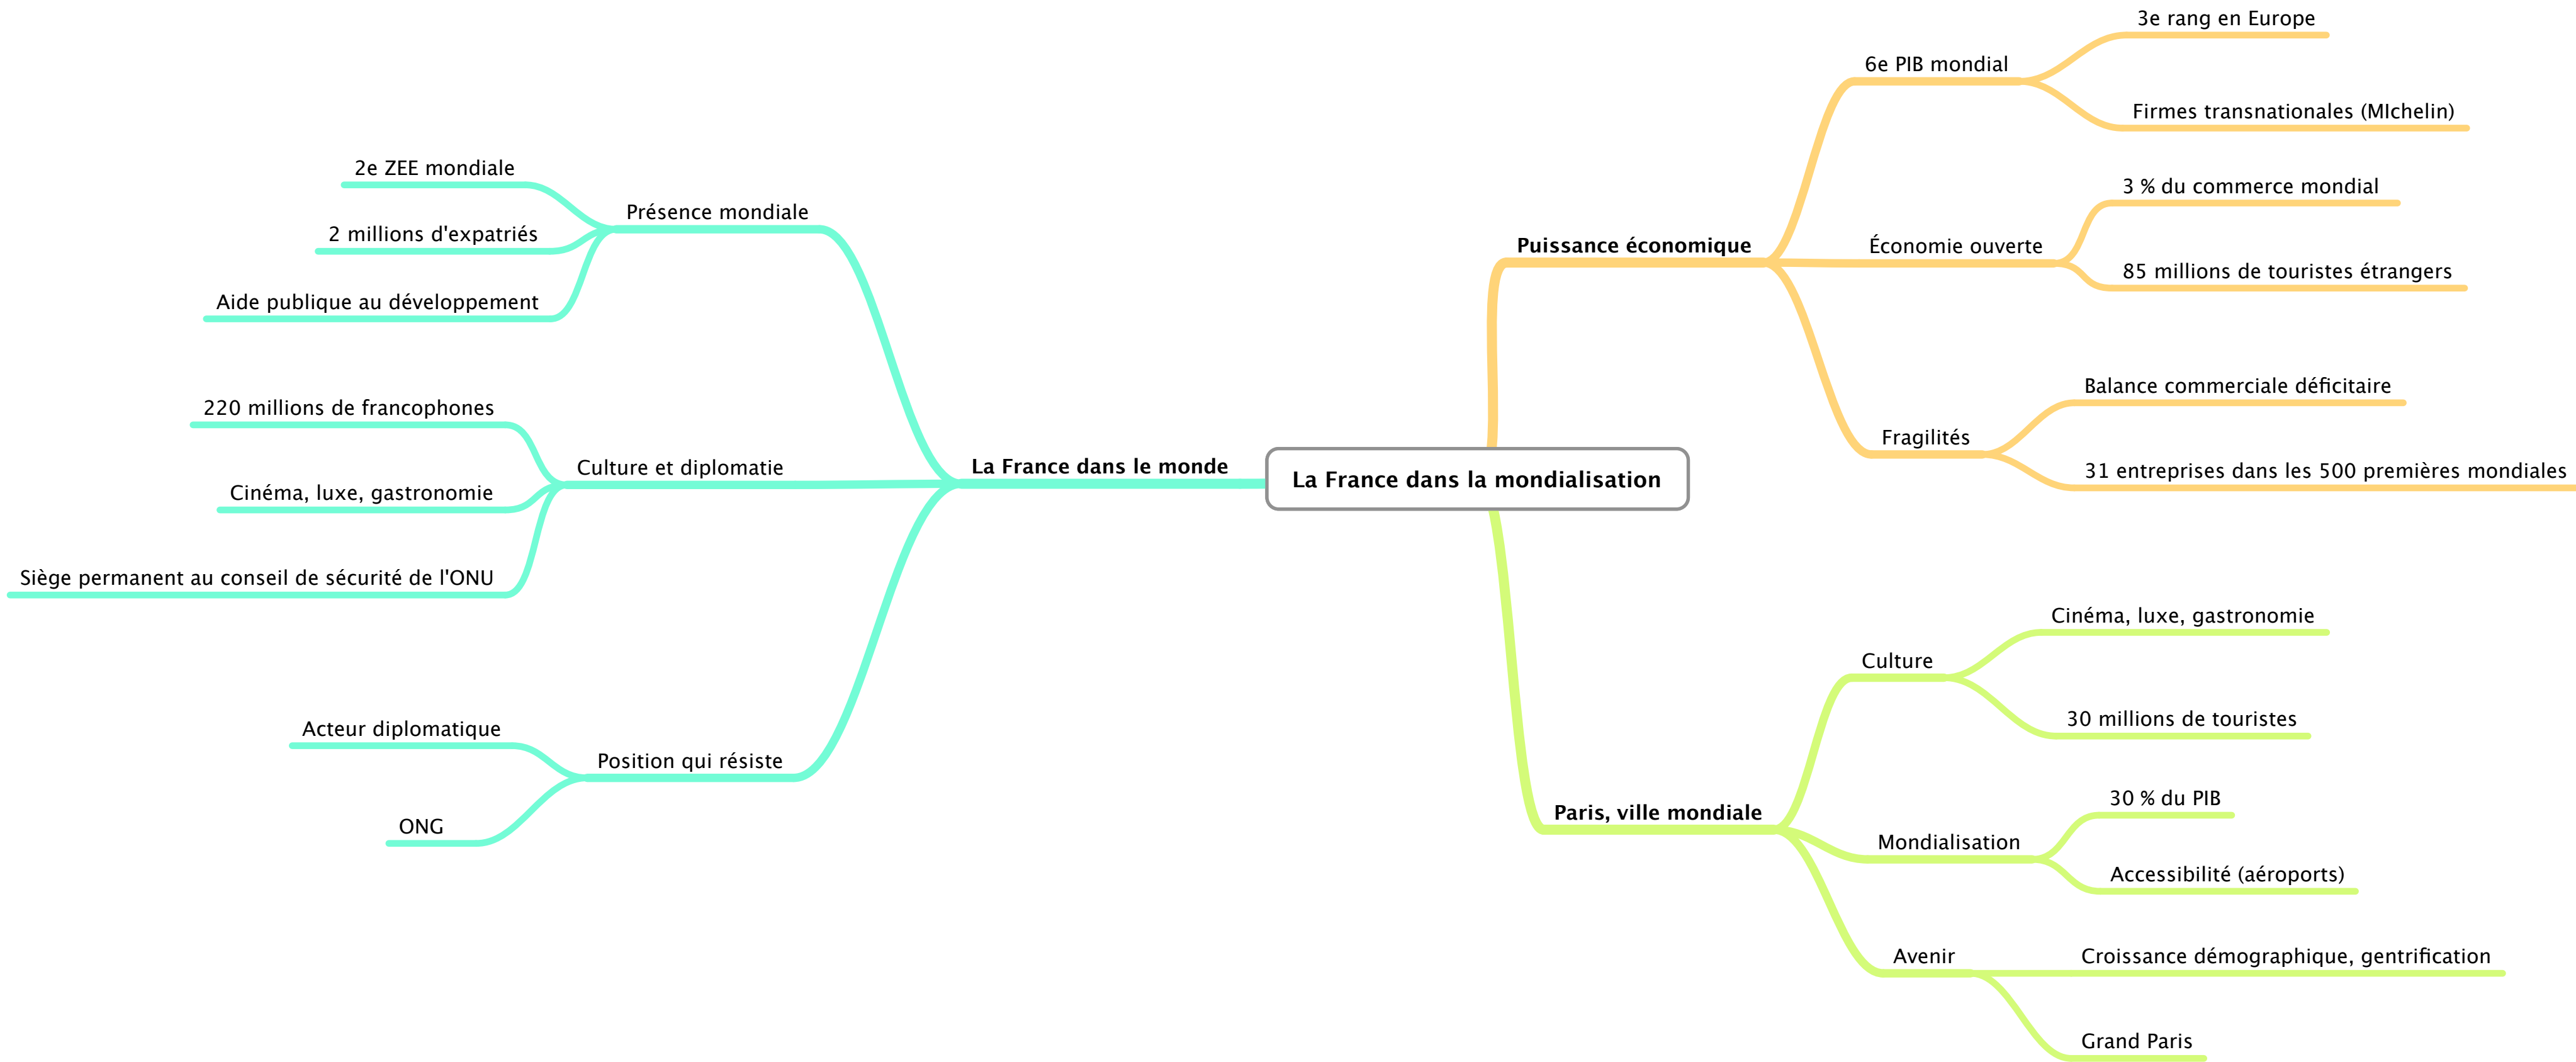 La France dans la mondialisation
Puissance économique
6e PIB mondial
3e rang en Europe
Firmes transnationales (MIchelin)
Économie ouverte
3 % du commerce mondial
85 millions de touristes étrangers
Fragilités
Balance commerciale déficitaire
31 entreprises dans les 500 premières mondiales
Paris, ville mondiale
Culture
Cinéma, luxe, gastronomie
30 millions de touristes
Mondialisation
30 % du PIB
Accessibilité (aéroports)
Avenir
Croissance démographique, gentrification
Grand Paris
La France dans le monde
Présence mondiale
2e ZEE mondiale
2 millions d'expatriés
Aide publique au développement
Culture et diplomatie
220 millions de francophones
Cinéma, luxe, gastronomie
Siège permanent au conseil de sécurité de l'ONU
Position qui résiste
Acteur diplomatique
ONG